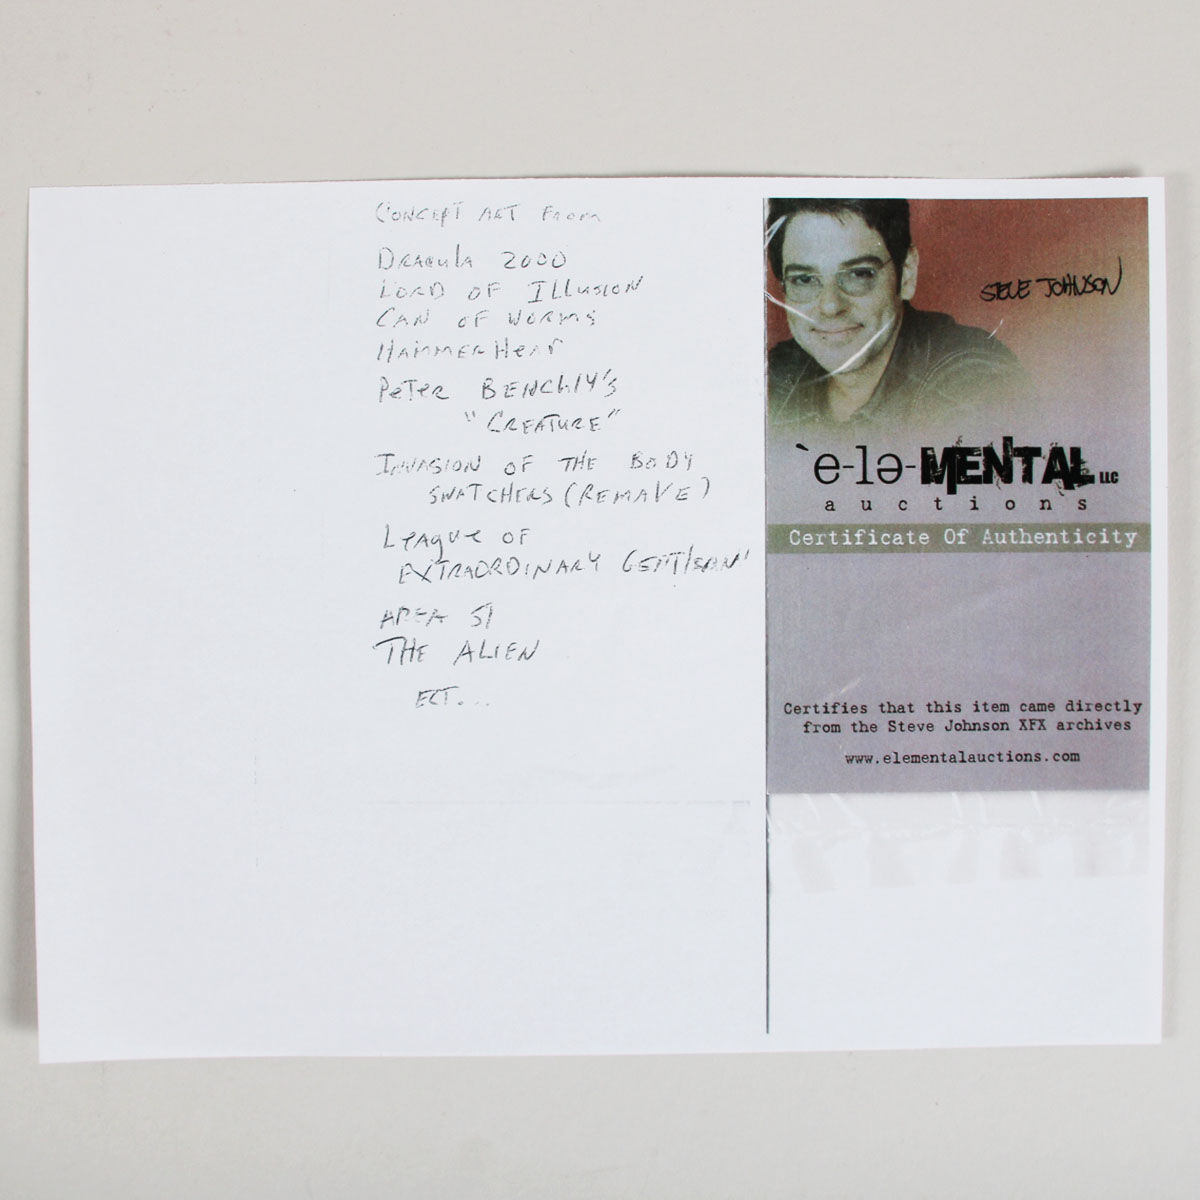 CONCEPT ART FROM
DRACULA 2000
LORD OF ILLUSION
CAN OF WORMS
HAMMERHEAD
PETER BENCHLY'S
"CREATURE"
INVASION OF THE BODY
SNATCHERS (REMAKE)
LEAGUE OF
EXTRAORDINARY
AREA 51
THE ALIEN
ECT...
STEVE JOHNSON
`e-lə-MENTAL LLC
auctions
Certificate Of Authenticity
Certifies that this item came directly
from the Steve Johnson XFX archives
www.elementalauctions.com